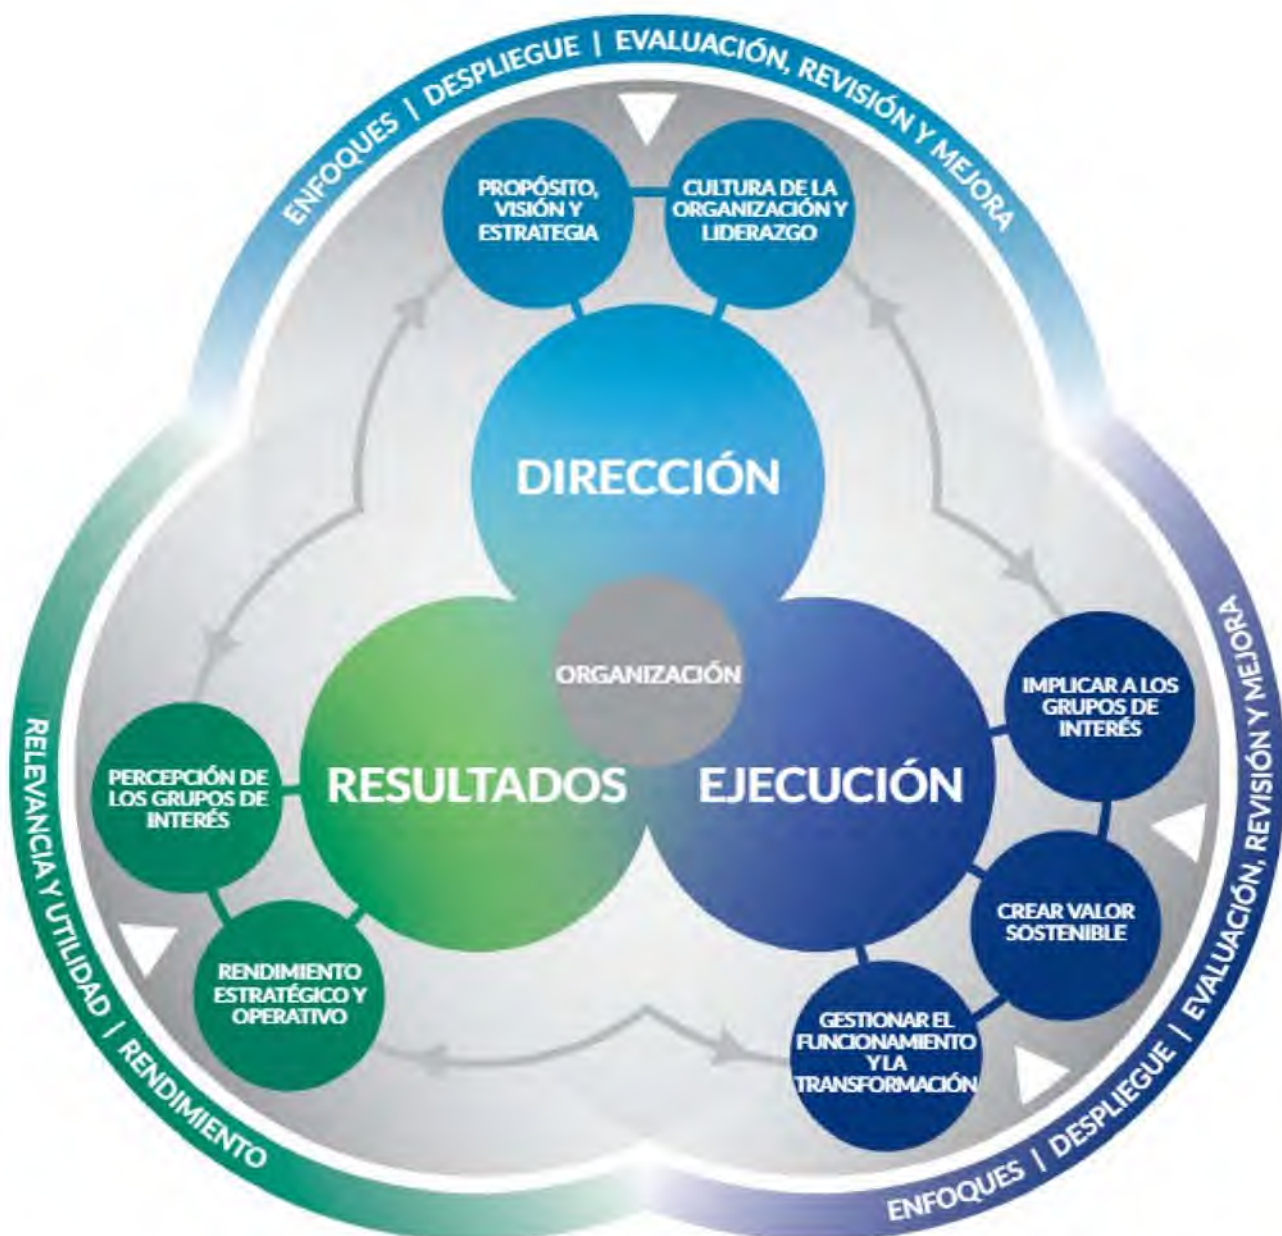 ENFOQUES | DESPLIEGUE | EVALUACIÓN, REVISIÓN Y MEJORA
PROPÓSITO,
VISIÓN Y
ESTRATEGIA
CULTURA DE LA
ORGANIZACIÓN Y
LIDERAZGO
DIRECCIÓN
ORGANIZACIÓN
RESULTADOS
EJECUCIÓN
IMPLICAR A LOS
GRUPOS DE
INTERÉS
CREAR VALOR
SOSTENIBLE
GESTIONAR EL
FUNCIONAMIENTO
Y LA
TRANSFORMACIÓN
ENFOQUES | DESPLIEGUE | EVALUACIÓN, REVISIÓN Y MEJORA
PERCEPCIÓN DE
LOS GRUPOS DE
INTERÉS
RENDIMIENTO
ESTRATÉGICO Y
OPERATIVO
RELEVANCIA Y UTILIDAD | RENDIMIENTO